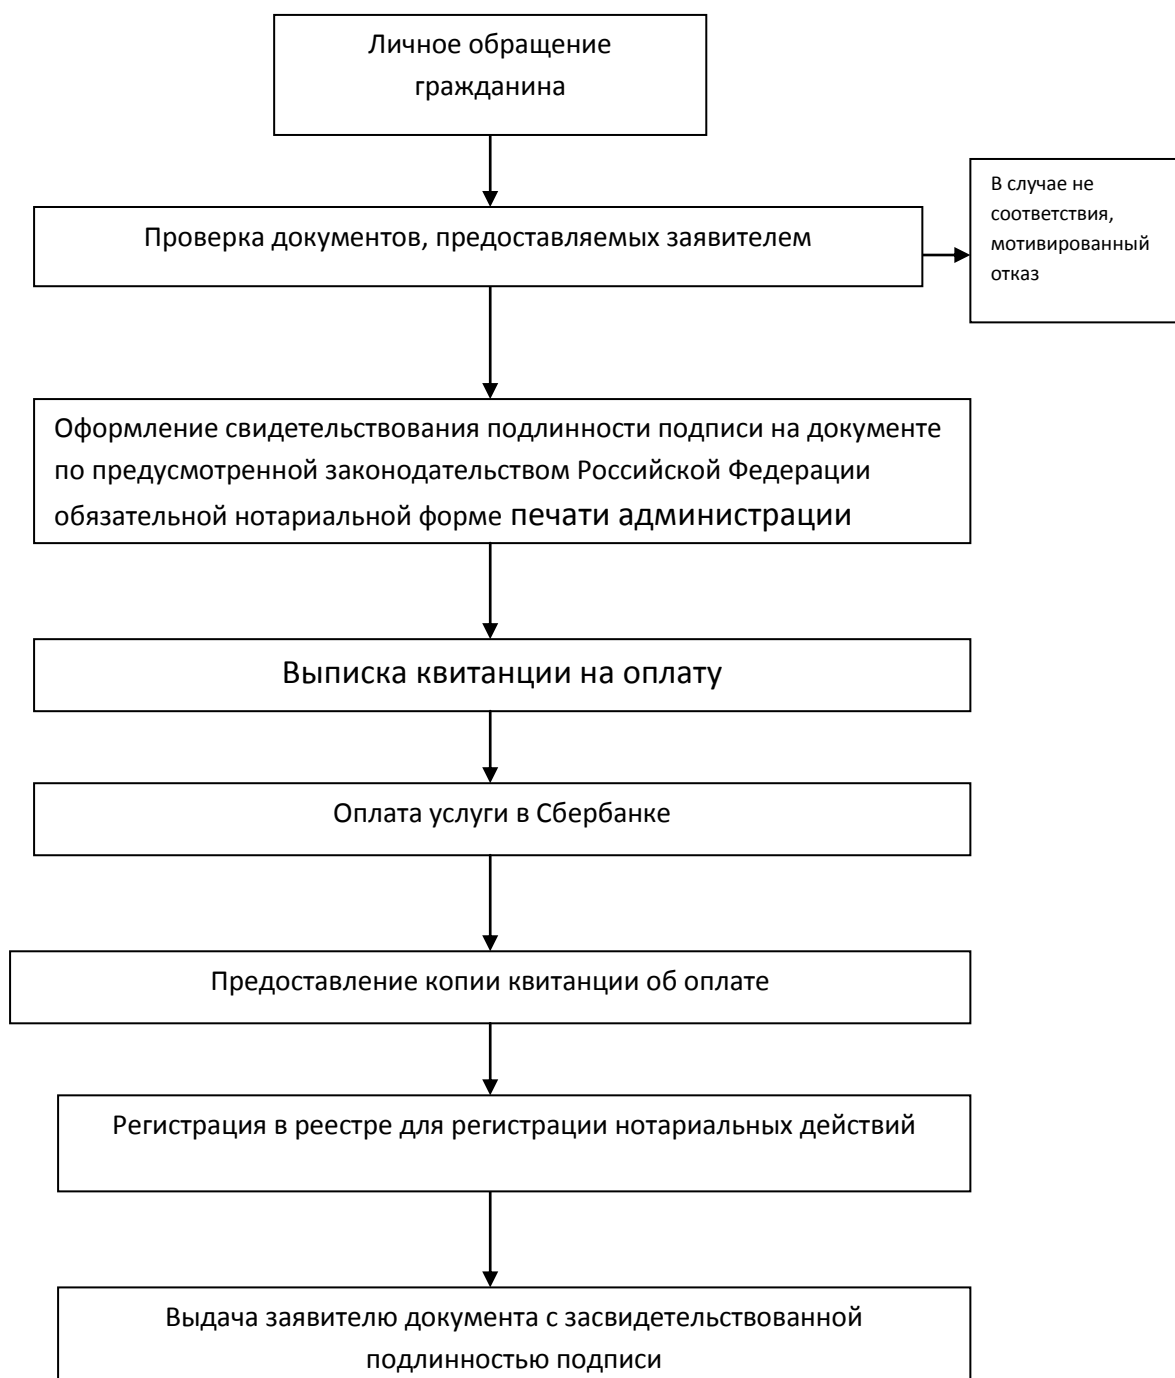 Личное обращение
гражданина
В случае не
соответствия,
мотивированный
отказ
Проверка документов, предоставляемых заявителем
Оформление свидетельствования подлинности подписи на документе
по предусмотренной законодательством Российской Федерации
обязательной нотариальной форме печати администрации
Выписка квитанции на оплату
Оплата услуги в Сбербанке
Предоставление копии квитанции об оплате
Регистрация в реестре для регистрации нотариальных действий
Выдача заявителю документа с засвидетельствованной
подлинностью подписи